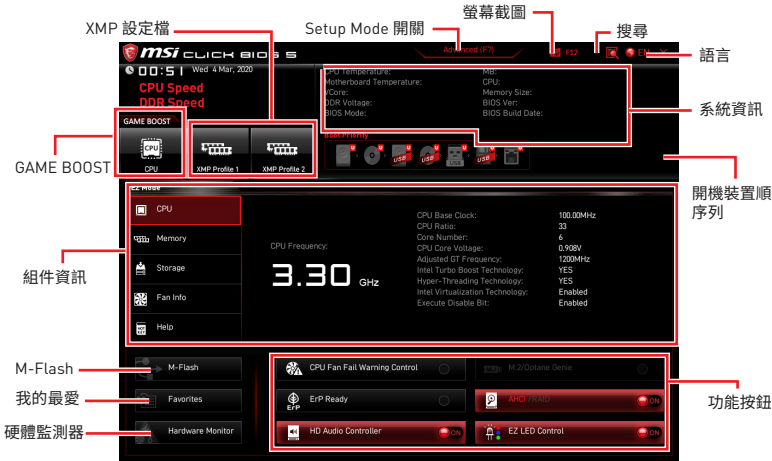 XMP 設定檔
Setup Mode 開關
螢幕截圖
搜尋
語言
系統資訊
GAME BOOST
開機裝置順
序列
組件資訊
M-Flash
我的最愛
硬體監測器
功能按鈕
msi CLICK BIOS 5
Advanced (F7)
F12
EN
X
00:51 Wed 4 Mar, 2020
CPU Speed
DDR Speed
CPU Temperature:
Motherboard Temperature:
VCore:
DDR Voltage:
BIOS Mode:
MB:
CPU:
Memory Size:
BIOS Ver:
BIOS Build Date:
GAME BOOST
CPU
CPU
XMP Profile 1
XMP Profile 2
Boot Priority
U
U
USB U
USB U
USB U
USB U
U
EZ Mode
CPU
Memory
Storage
Fan Info
Help
CPU Frequency:
3.30 GHz
CPU Base Clock: 100.00MHz
CPU Ratio: 33
Core Number: 6
CPU Core Voltage: 0.908V
Adjusted GT Frequency: 1200MHz
Intel Turbo Boost Technology: YES
Hyper-Threading Technology: YES
Intel Virtualization Technology: Enabled
Execute Disable Bit: Enabled
M-Flash
Favorites
Hardware Monitor
CPU Fan Fail Warning Control
M.2/Optane Genie
ErP
ErP Ready
AHCI /RAID
ON
HD Audio Controller
ON
EZ LED Control
ON